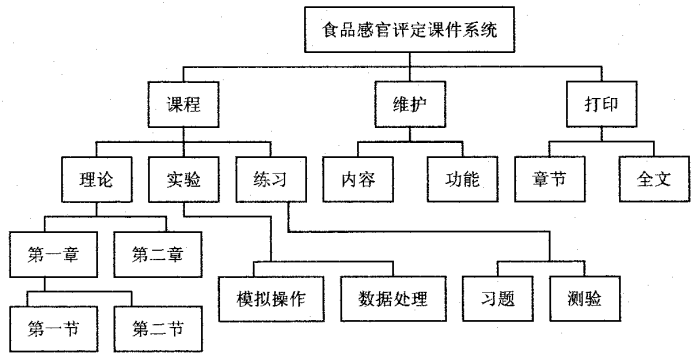 食品感官评定课件系统
课程
维护
打印
理论
实验
练习
内容
功能
章节
全文
第一章
第二章
模拟操作
数据处理
习题
测验
第一节
第二节